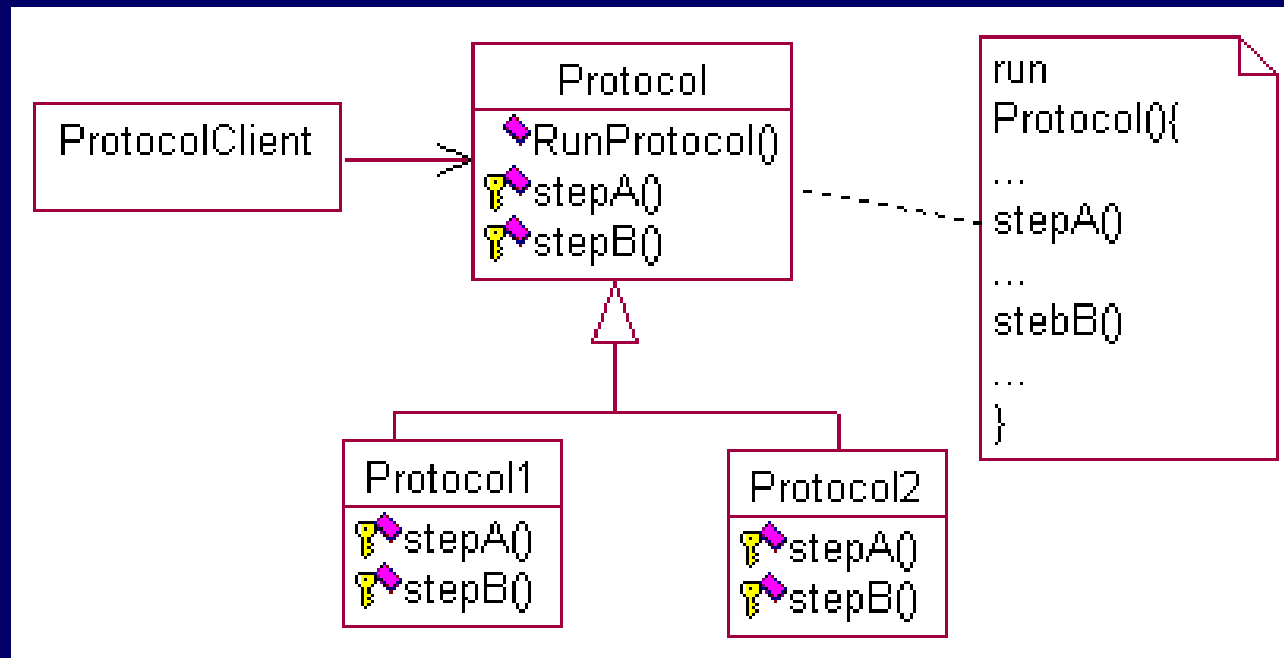 ProtocolClient
Protocol
RunProtocol()
stepA()
stepB()
run
Protocol(){
...
stepA()
...
stebB()
...
}
Protocol1
stepA()
stepB()
Protocol2
stepA()
stepB()